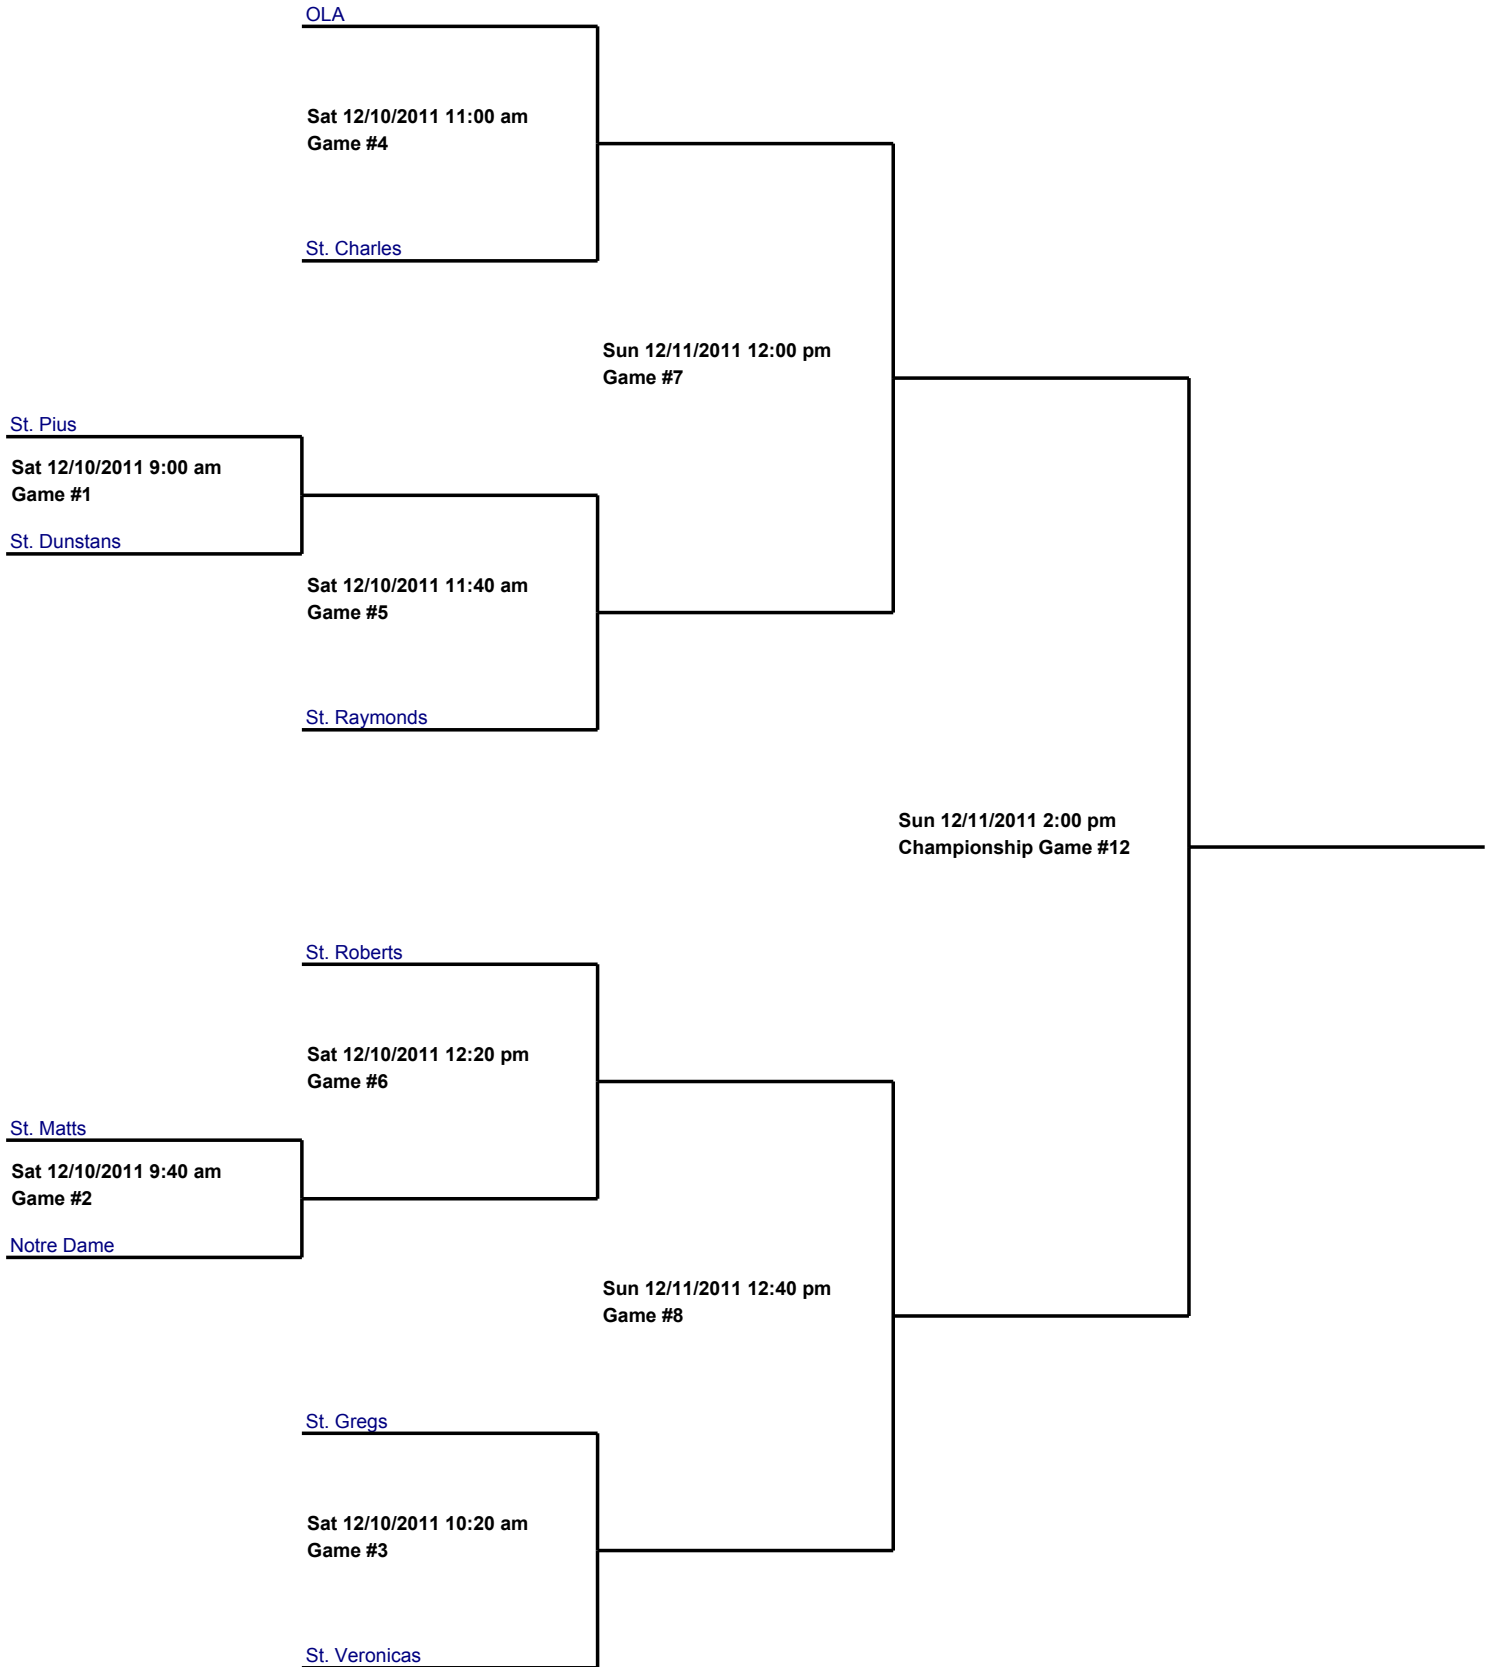 OLA
Sat 12/10/2011 11:00 am
Game #4
St. Charles
Sun 12/11/2011 12:00 pm
Game #7
St. Pius
Sat 12/10/2011 9:00 am
Game #1
St. Dunstans
Sat 12/10/2011 11:40 am
Game #5
St. Raymonds
Sun 12/11/2011 2:00 pm
Championship Game #12
St. Roberts
Sat 12/10/2011 12:20 pm
Game #6
St. Matts
Sat 12/10/2011 9:40 am
Game #2
Notre Dame
Sun 12/11/2011 12:40 pm
Game #8
St. Gregs
Sat 12/10/2011 10:20 am
Game #3
St. Veronicas